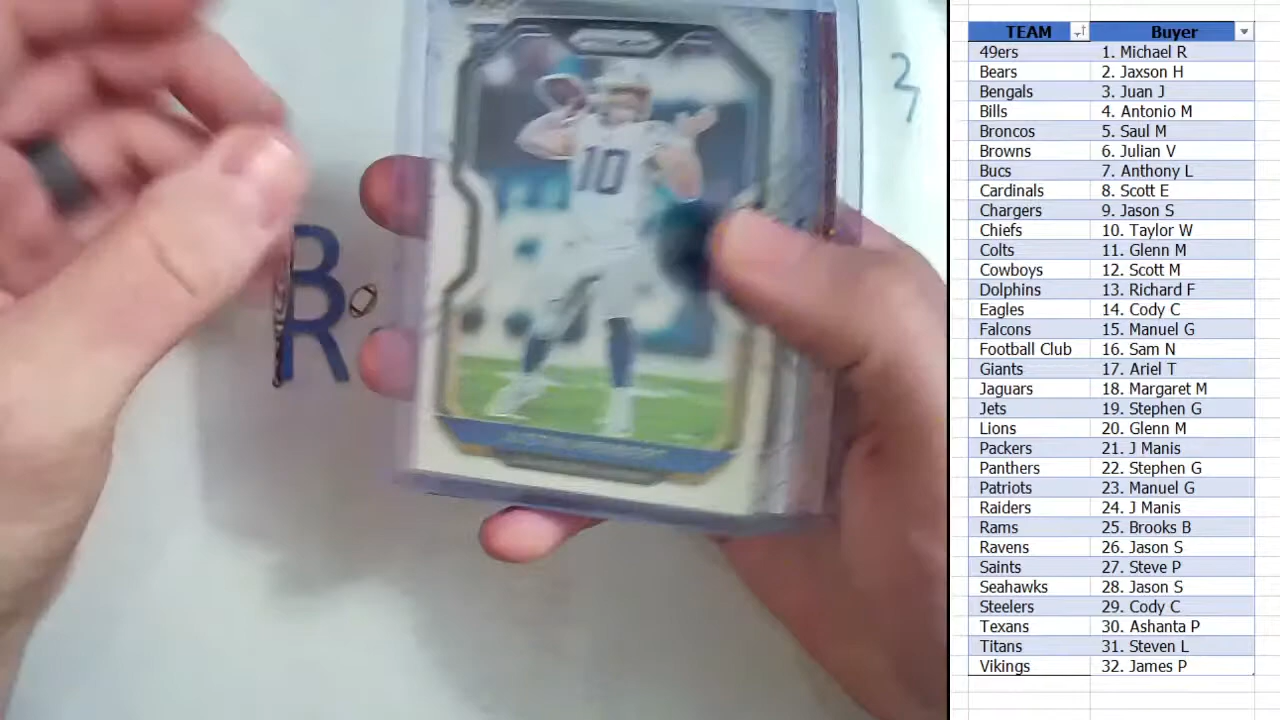 10
B
R
TEAM Buyer
49ers 1. Michael R
Bears 2. Jaxson H
Bengals 3. Juan J
Bills 4. Antonio M
Broncos 5. Saul M
Browns 6. Julian V
Bucs 7. Anthony L
Cardinals 8. Scott E
Chargers 9. Jason S
Chiefs 10. Taylor W
Colts 11. Glenn M
Cowboys 12. Scott M
Dolphins 13. Richard F
Eagles 14. Cody C
Falcons 15. Manuel G
Football Club 16. Sam N
Giants 17. Ariel T
Jaguars 18. Margaret M
Jets 19. Stephen G
Lions 20. Glenn M
Packers 21. J Manis
Panthers 22. Stephen G
Patriots 23. Manuel G
Raiders 24. J Manis
Rams 25. Brooks B
Ravens 26. Jason S
Saints 27. Steve P
Seahawks 28. Jason S
Steelers 29. Cody C
Texans 30. Ashanta P
Titans 31. Steven L
Vikings 32. James P